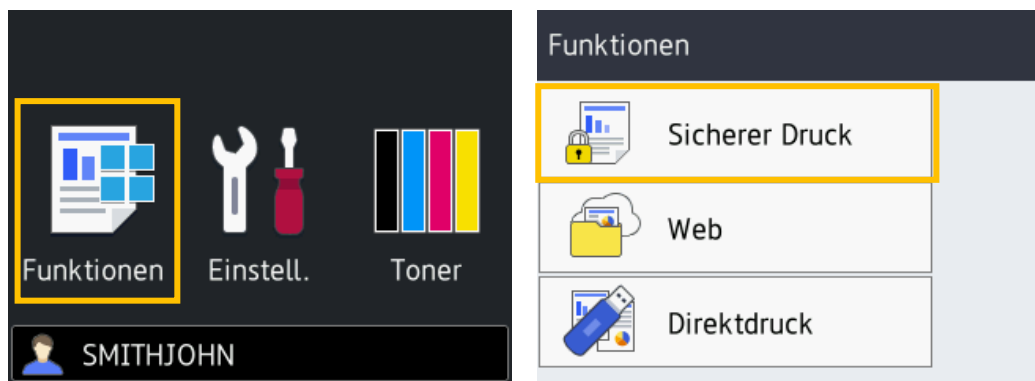 Funktionen Einstell. Toner
SMITHJOHN
Funktionen
Sicherer Druck
Web
Direktdruck